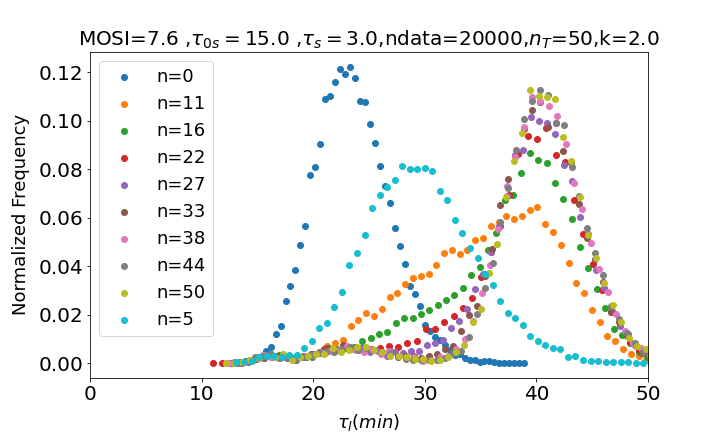 MOSI=7.6 ,τ0s = 15.0 ,τs = 3.0,ndata=20000,nT=50,k=2.0
Normalized Frequency
0.12
0.10
0.08
0.06
0.04
0.02
0.00
n=0
n=11
n=16
n=22
n=27
n=33
n=38
n=44
n=50
n=5
0 10 20 30 40 50
τl(min)